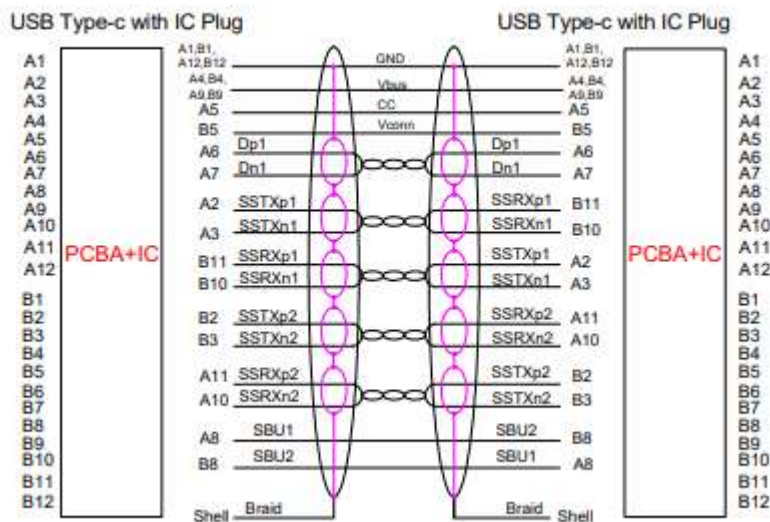 USB Type-c with IC Plug
USB Type-c with IC Plug
A1
A2
A3
A4
A5
A6
A7
A8
A9
A10
A11
A12
B1
B2
B3
B4
B5
B6
B7
B8
B9
B10
B11
B12
PCBA+IC
A1,B1,
A12,B12
GND
A1,B1,
A12,B12
A4,B4,
A9,B9
Vbus
A4,B4,
A9,B9
A5 CC A5
B5 Vconn B5
A6 Dp1 Dp1 A6
A7 Dn1 Dn1 A7
A2 SSTXp1 SSRXp1 B11
A3 SSTXn1 SSRXn1 B10
B11 SSRXp1 SSTXp1 A2
B10 SSRXn1 SSTXn1 A3
B2 SSTXp2 SSRXp2 A11
B3 SSTXn2 SSRXn2 A10
A11 SSRXp2 SSTXp2 B2
A10 SSRXn2 SSTXn2 B3
A8 SBU1 SBU2 B8
B8 SBU2 SBU1 A8
Shell Braid Braid Shell
PCBA+IC
A1
A2
A3
A4
A5
A6
A7
A8
A9
A10
A11
A12
B1
B2
B3
B4
B5
B6
B7
B8
B9
B10
B11
B12